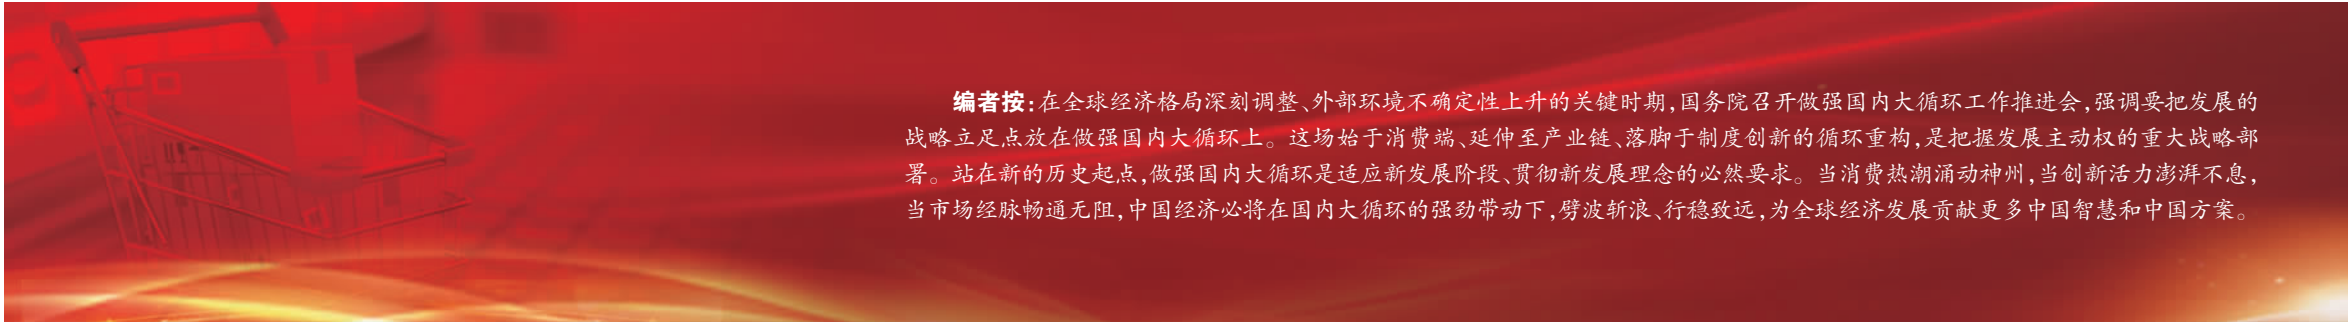 编者按:在全球经济格局深刻调整、外部环境不确定性上升的关键时期,国务院召开做强国内大循环工作推进会,强调要把发展的
战略立足点放在做强国内大循环上。这场始于消费端、延伸至产业链、落脚于制度创新的循环重构,是把握发展主动权的重大战略部
署。站在新的历史起点,做强国内大循环是适应新发展阶段、贯彻新发展理念的必然要求。当消费热潮涌动神州,当创新活力澎湃不息,
当市场经脉畅通无阻,中国经济必将在国内大循环的强劲带动下,劈波斩浪、行稳致远,为全球经济发展贡献更多中国智慧和中国方案。